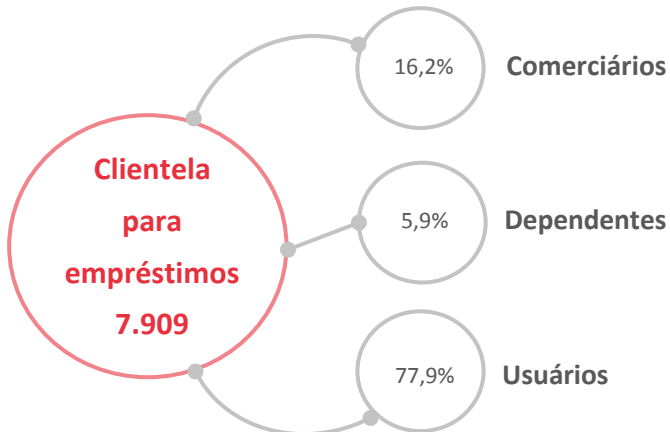 Clientela
para
empréstimos
7.909
16,2%
Comerciários
5,9%
Dependentes
77,9%
Usuários